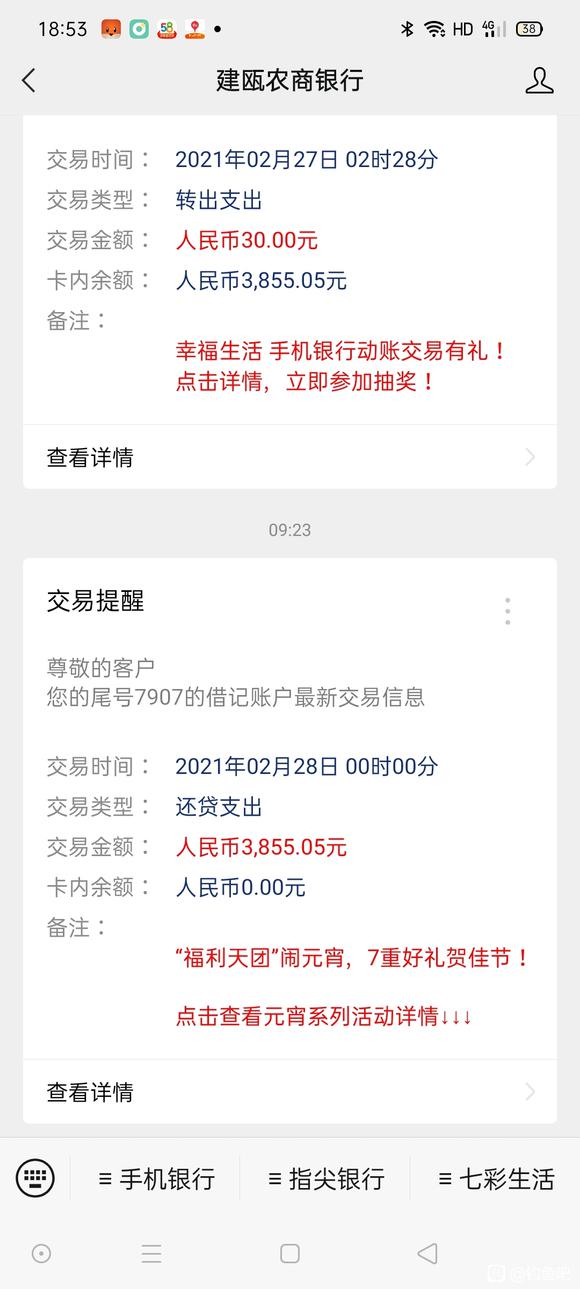 18:53
58
HD 4G 38
建瓯农商银行
交易时间： 2021年02月27日 02时28分
交易类型： 转出支出
交易金额： 人民币30.00元
卡内余额： 人民币3,855.05元
备注：
幸福生活 手机银行动账交易有礼！
点击详情，立即参加抽奖！
查看详情
09:23
交易提醒
尊敬的客户
您的尾号7907的借记账户最新交易信息
交易时间： 2021年02月28日 00时00分
交易类型： 还贷支出
交易金额： 人民币3,855.05元
卡内余额： 人民币0.00元
备注：
“福利天团”闹元宵，7重好礼贺佳节！
点击查看元宵系列活动详情↓↓↓
查看详情
手机银行 指尖银行 七彩生活
@钓鱼吧